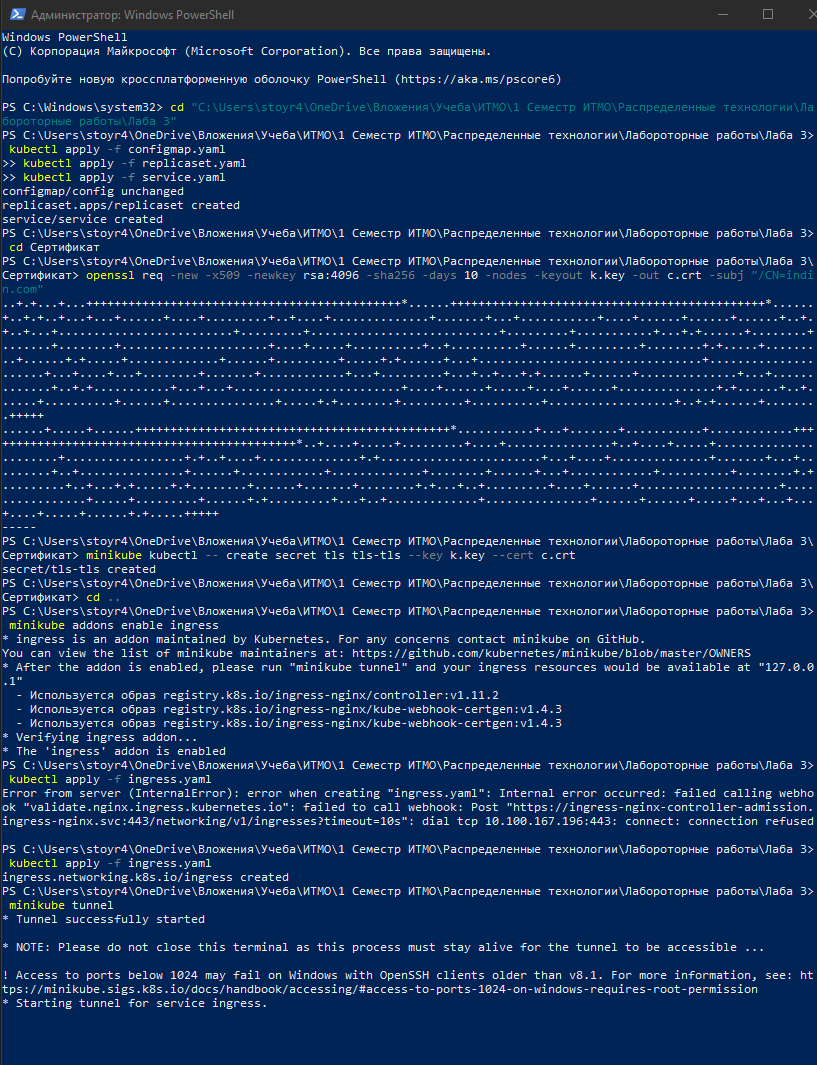 Администратор: Windows PowerShell
Windows PowerShell
(C) Корпорация Майкрософт (Microsoft Corporation). Все права защищены.
Попробуйте новую кроссплатформенную оболочку PowerShell (https://aka.ms/pscore6)
PS C:\Windows\system32> cd "C:\Users\stoyr4\OneDrive\Вложения\Учеба\ИТМО\1 Семестр ИТМО\Распределенные технологии\Ла
бороторные работы\Лаба 3"
PS C:\Users\stoyr4\OneDrive\Вложения\Учеба\ИТМО\1 Семестр ИТМО\Распределенные технологии\Лабороторные работы\Лаба 3>
kubectl apply -f configmap.yaml
>> kubectl apply -f replicaset.yaml
>> kubectl apply -f service.yaml
configmap/config unchanged
replicaset.apps/replicaset created
service/service created
PS C:\Users\stoyr4\OneDrive\Вложения\Учеба\ИТМО\1 Семестр ИТМО\Распределенные технологии\Лабороторные работы\Лаба 3>
cd Сертификат
PS C:\Users\stoyr4\OneDrive\Вложения\Учеба\ИТМО\1 Семестр ИТМО\Распределенные технологии\Лабороторные работы\Лаба 3\
Сертификат> openssl req -new -x509 -newkey rsa:4096 -sha256 -days 10 -nodes -keyout k.key -out c.crt -subj "/CN=indi
n.com"
-----
PS C:\Users\stoyr4\OneDrive\Вложения\Учеба\ИТМО\1 Семестр ИТМО\Распределенные технологии\Лабороторные работы\Лаба 3\
Сертификат> minikube kubectl -- create secret tls tls-tls --key k.key --cert c.crt
secret/tls-tls created
PS C:\Users\stoyr4\OneDrive\Вложения\Учеба\ИТМО\1 Семестр ИТМО\Распределенные технологии\Лабороторные работы\Лаба 3\
Сертификат> cd ..
PS C:\Users\stoyr4\OneDrive\Вложения\Учеба\ИТМО\1 Семестр ИТМО\Распределенные технологии\Лабороторные работы\Лаба 3>
minikube addons enable ingress
* ingress is an addon maintained by Kubernetes. For any concerns contact minikube on GitHub.
You can view the list of minikube maintainers at: https://github.com/kubernetes/minikube/blob/master/OWNERS
* After the addon is enabled, please run "minikube tunnel" and your ingress resources would be available at "127.0.0
.1"
- Используется образ registry.k8s.io/ingress-nginx/controller:v1.11.2
- Используется образ registry.k8s.io/ingress-nginx/kube-webhook-certgen:v1.4.3
- Используется образ registry.k8s.io/ingress-nginx/kube-webhook-certgen:v1.4.3
* Verifying ingress addon...
* The 'ingress' addon is enabled
PS C:\Users\stoyr4\OneDrive\Вложения\Учеба\ИТМО\1 Семестр ИТМО\Распределенные технологии\Лабороторные работы\Лаба 3>
kubectl apply -f ingress.yaml
Error from server (InternalError): error when creating "ingress.yaml": Internal error occurred: failed calling webho
ok "validate.nginx.ingress.kubernetes.io": failed to call webhook: Post "https://ingress-nginx-controller-admission.
ingress-nginx.svc:443/networking/v1/ingresses?timeout=10s": dial tcp 10.100.167.196:443: connect: connection refused
PS C:\Users\stoyr4\OneDrive\Вложения\Учеба\ИТМО\1 Семестр ИТМО\Распределенные технологии\Лабороторные работы\Лаба 3>
kubectl apply -f ingress.yaml
ingress.networking.k8s.io/ingress created
PS C:\Users\stoyr4\OneDrive\Вложения\Учеба\ИТМО\1 Семестр ИТМО\Распределенные технологии\Лабороторные работы\Лаба 3>
minikube tunnel
* Tunnel successfully started
* NOTE: Please do not close this terminal as this process must stay alive for the tunnel to be accessible ...
! Access to ports below 1024 may fail on Windows with OpenSSH clients older than v8.1. For more information, see: ht
tps://minikube.sigs.k8s.io/docs/handbook/accessing/#access-to-ports-1024-on-windows-requires-root-permission
* Starting tunnel for service ingress.